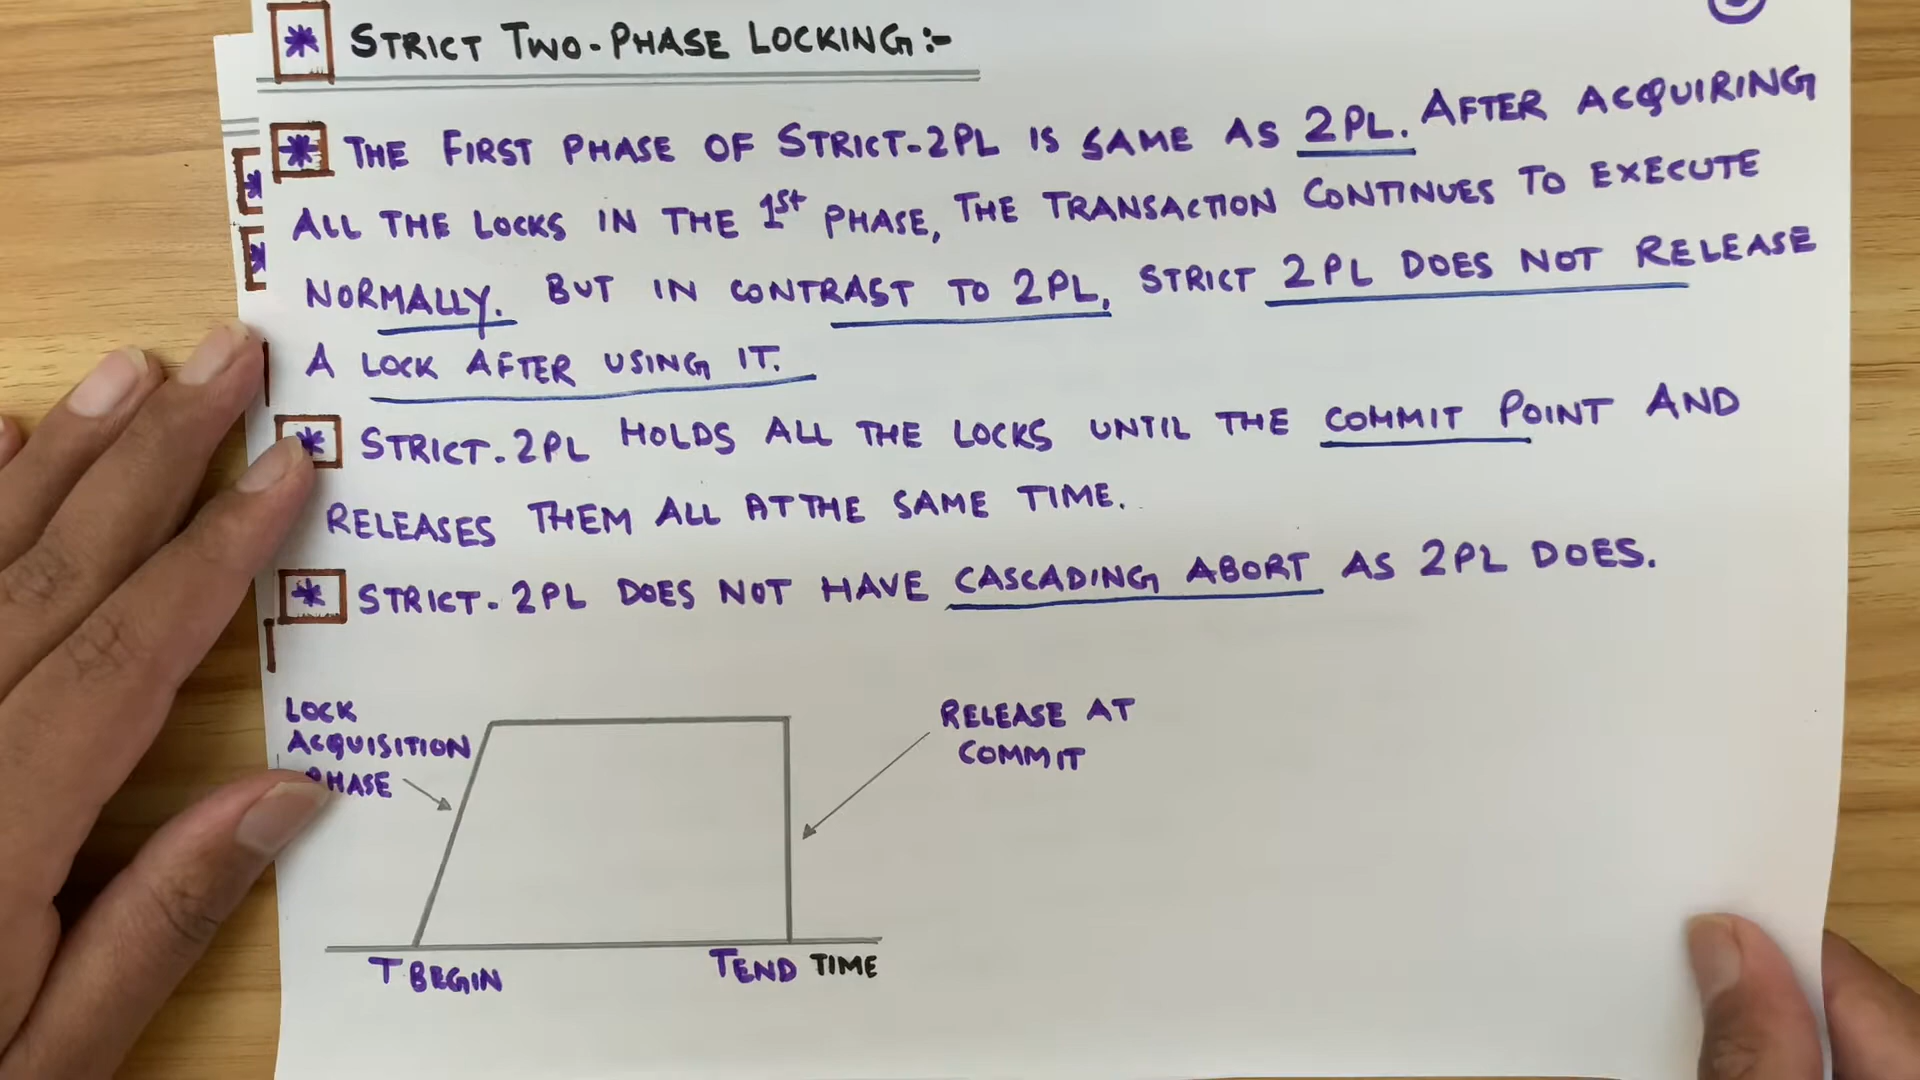 STRICT TWO-PHASE LOCKING:-
THE FIRST PHASE OF STRICT-2PL IS SAME AS 2PL. AFTER ACQUIRING
ALL THE LOCKS IN THE 1ST PHASE, THE TRANSACTION CONTINUES TO EXECUTE
NORMALLY. BUT IN CONTRAST TO 2PL, STRICT 2PL DOES NOT RELEASE
A LOCK AFTER USING IT.
STRICT-2PL HOLDS ALL THE LOCKS UNTIL THE COMMIT POINT AND
RELEASES THEM ALL AT THE SAME TIME.
STRICT-2PL DOES NOT HAVE CASCADING ABORT AS 2PL DOES.
LOCK
ACQUISITION
PHASE
RELEASE AT
COMMIT
T BEGIN
TEND TIME